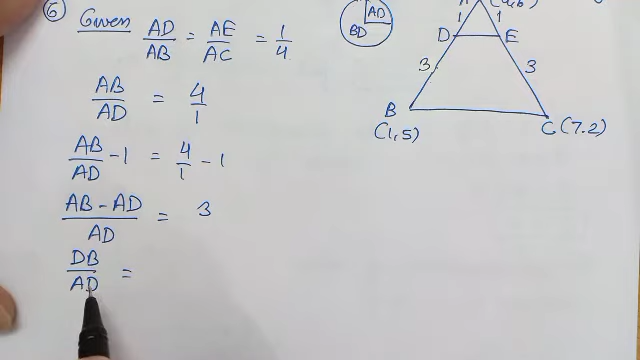 6 Given AD/AB = AE/AC = 1/4
AB/AD = 4/1
AB/AD - 1 = 4/1 - 1
AB - AD/AD = 3
DB/AD =
AD
BD
1 1
D E
3 3
B C
(1,5) (7.2)